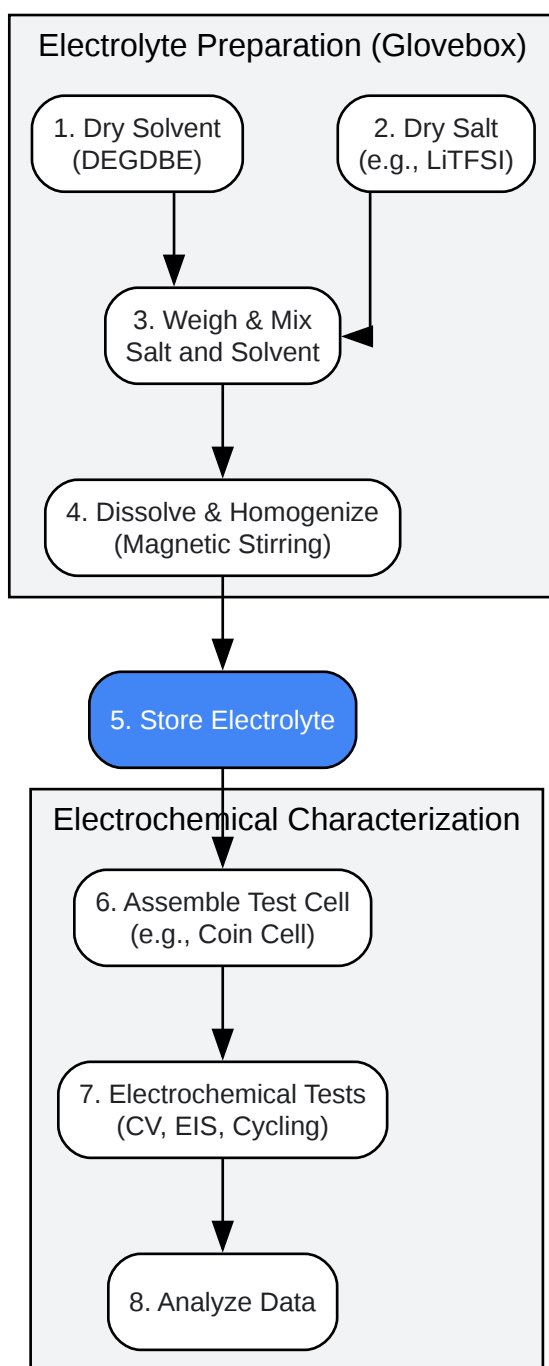 Electrolyte Preparation (Glovebox)
1. Dry Solvent
(DEGDBE)
2. Dry Salt
(e.g., LiTFSI)
3. Weigh & Mix
Salt and Solvent
4. Dissolve & Homogenize
(Magnetic Stirring)
5. Store Electrolyte
Electrochemical Characterization
6. Assemble Test Cell
(e.g., Coin Cell)
7. Electrochemical Tests
(CV, EIS, Cycling)
8. Analyze Data